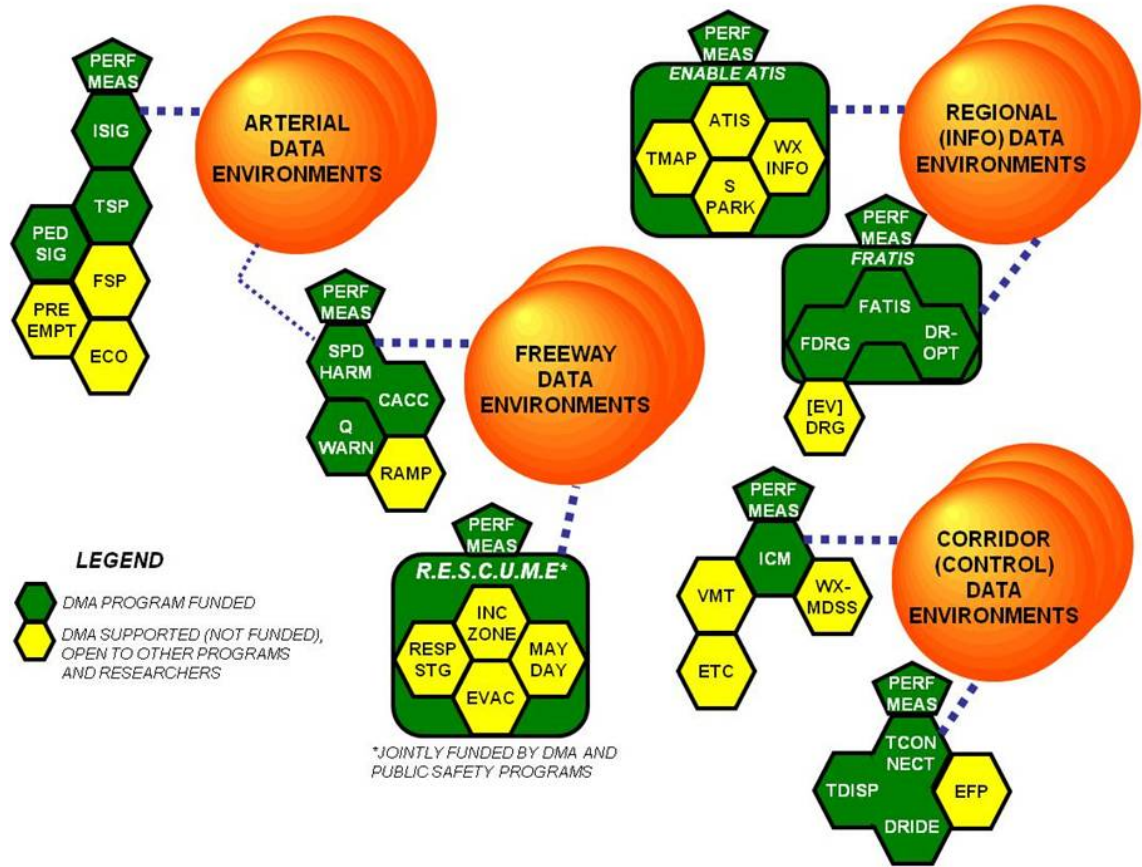 PERF
MEAS
ISIG
TSP
PED
SIG
FSP
PRE
EMPT
ECO
ARTERIAL
DATA
ENVIRONMENTS
PERF
MEAS
ENABLE ATIS
ATIS
TMAP
WX
INFO
S
PARK
REGIONAL
(INFO) DATA
ENVIRONMENTS
PERF
MEAS
FRATIS
FATIS
FDRG
DR-
OPT
[EV]
DRG
PERF
MEAS
SPD
HARM
CACC
Q
WARN
RAMP
FREEWAY
DATA
ENVIRONMENTS
PERF
MEAS
R.E.S.C.U.M.E*
INC
ZONE
RESP
STG
MAY
DAY
EVAC
*JOINTLY FUNDED BY DMA AND
PUBLIC SAFETY PROGRAMS
PERF
MEAS
ICM
VMT
WX-
MDSS
ETC
CORRIDOR
(CONTROL)
DATA
ENVIRONMENTS
PERF
MEAS
TCON
NECT
TDISP
EFP
DRIDE
LEGEND
DMA PROGRAM FUNDED
DMA SUPPORTED (NOT FUNDED),
OPEN TO OTHER PROGRAMS
AND RESEARCHERS